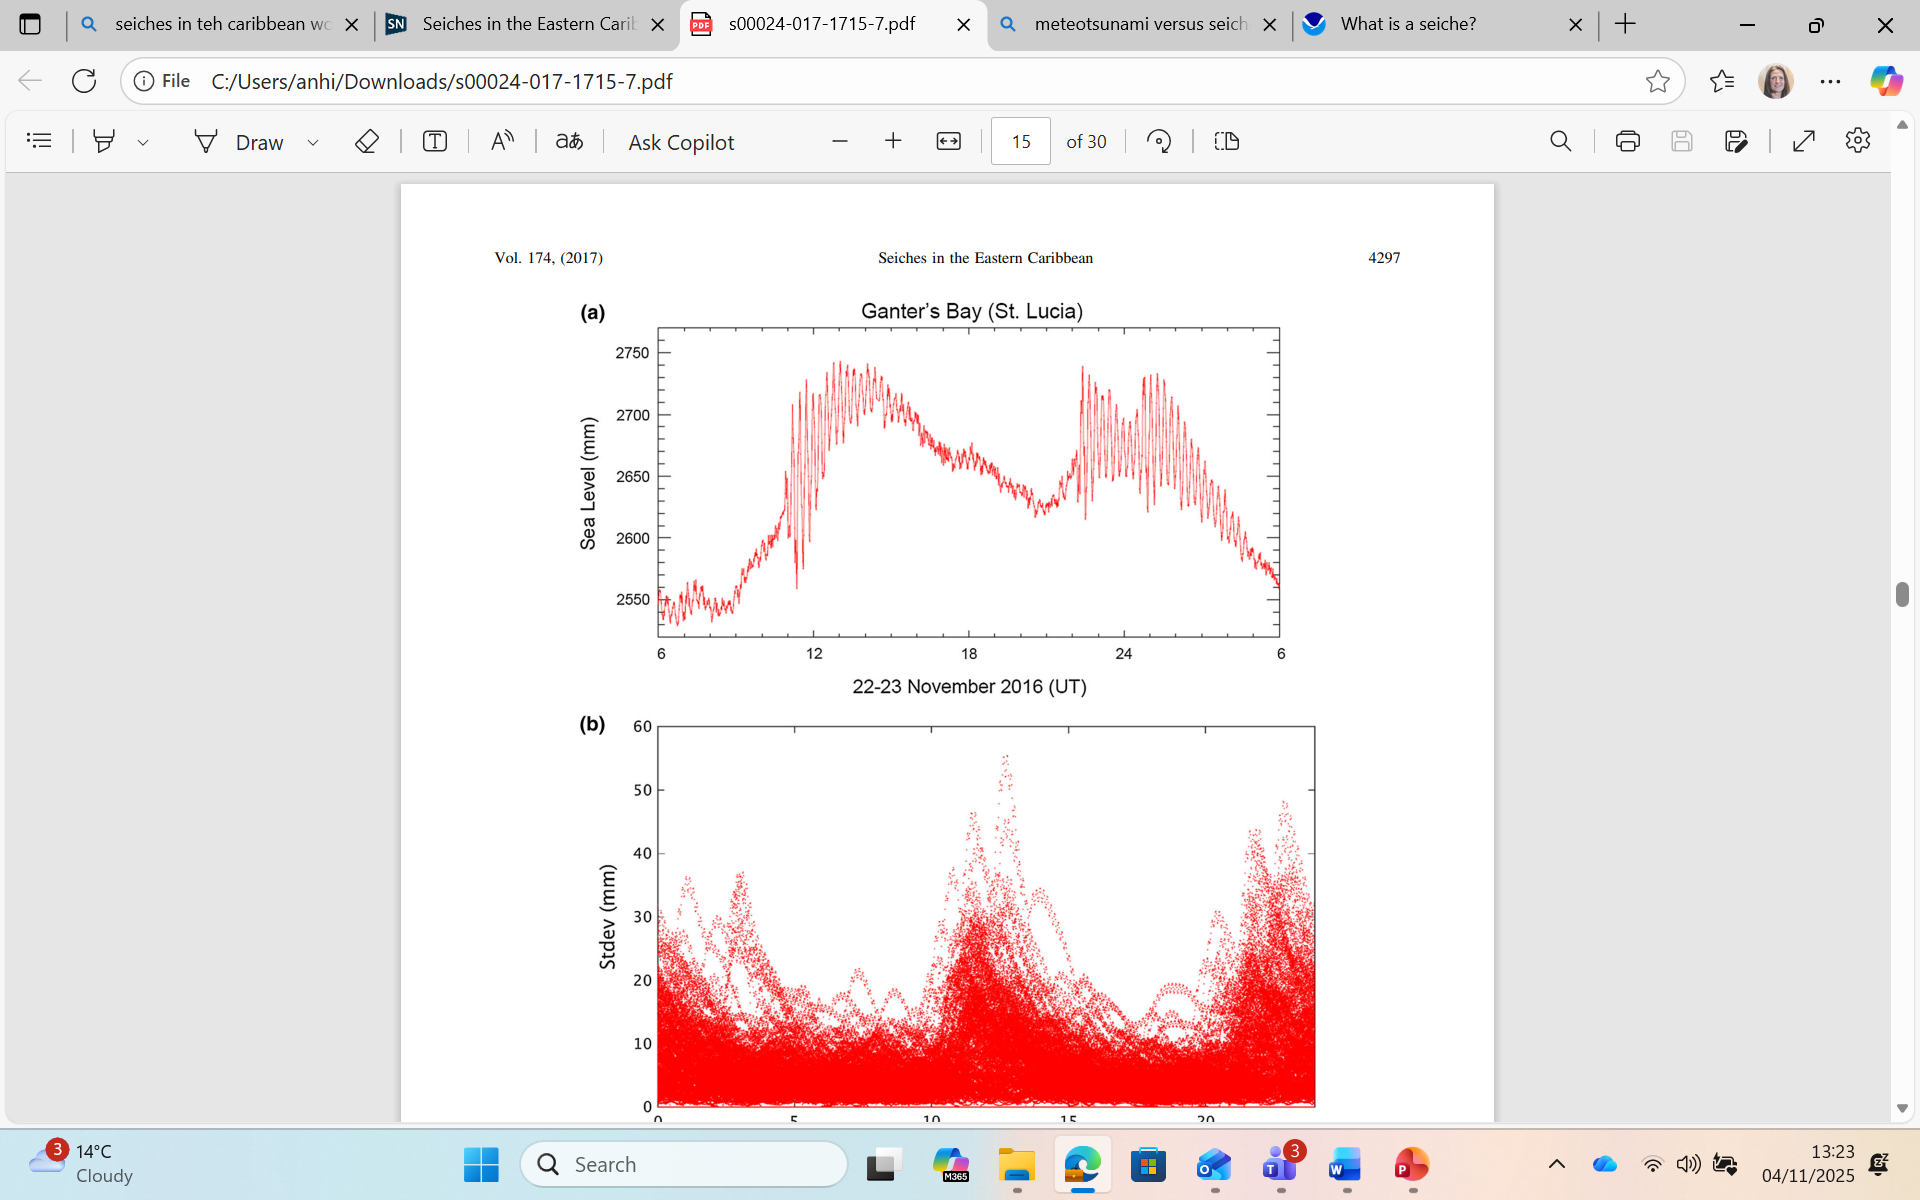 seiches in teh caribbean wo
Seiches in the Eastern Carib
s00024-017-1715-7.pdf
meteotsunami versus seich
What is a seiche?
File C:/Users/anhi/Downloads/s00024-017-1715-7.pdf
Draw
Ask Copilot
15 of 30
Vol. 174, (2017) Seiches in the Eastern Caribbean 4297
(a) Ganter's Bay (St. Lucia)
Sea Level (mm)
2750
2700
2650
2600
2550
6 12 18 24 6
22-23 November 2016 (UT)
(b)
Stdev (mm)
60
50
40
30
20
10
0
0 5 10 15 20
3
14°C
Cloudy
Search
M365
3
13:23
04/11/2025